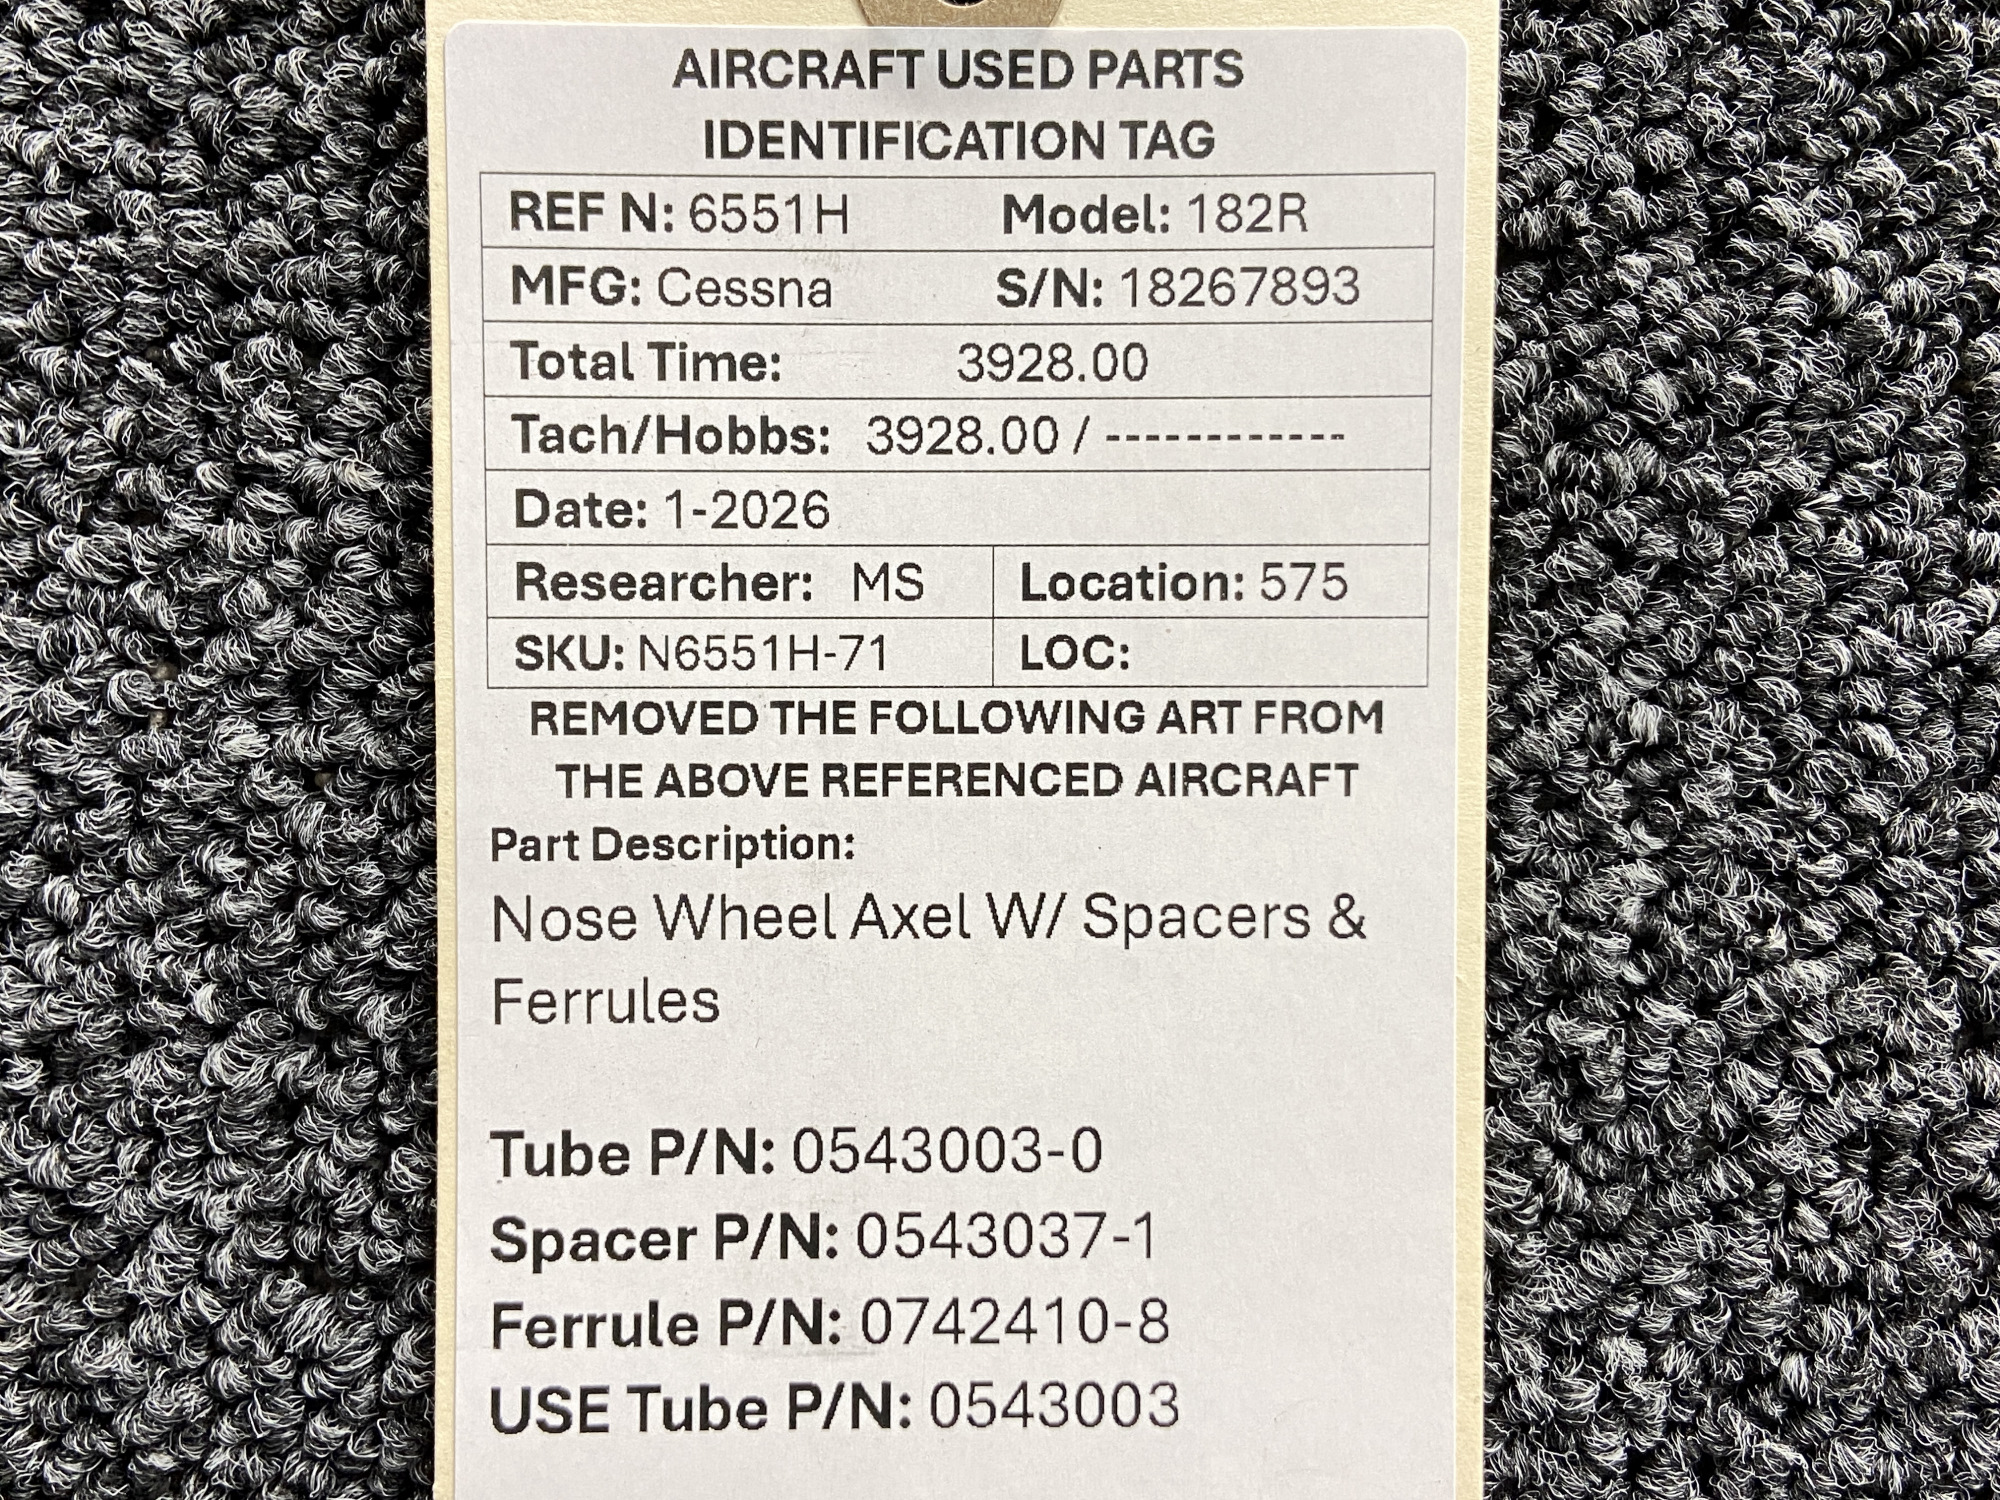 AIRCRAFT USED PARTS
IDENTIFICATION TAG
REF N: 6551H Model: 182R
MFG: Cessna S/N: 18267893
Total Time: 3928.00
Tach/Hobbs: 3928.00 / ------------
Date: 1-2026
Researcher: MS Location: 575
SKU: N6551H-71 LOC:
REMOVED THE FOLLOWING ART FROM
THE ABOVE REFERENCED AIRCRAFT
Part Description:
Nose Wheel Axel W/ Spacers &
Ferrules
Tube P/N: 0543003-0
Spacer P/N: 0543037-1
Ferrule P/N: 0742410-8
USE Tube P/N: 0543003